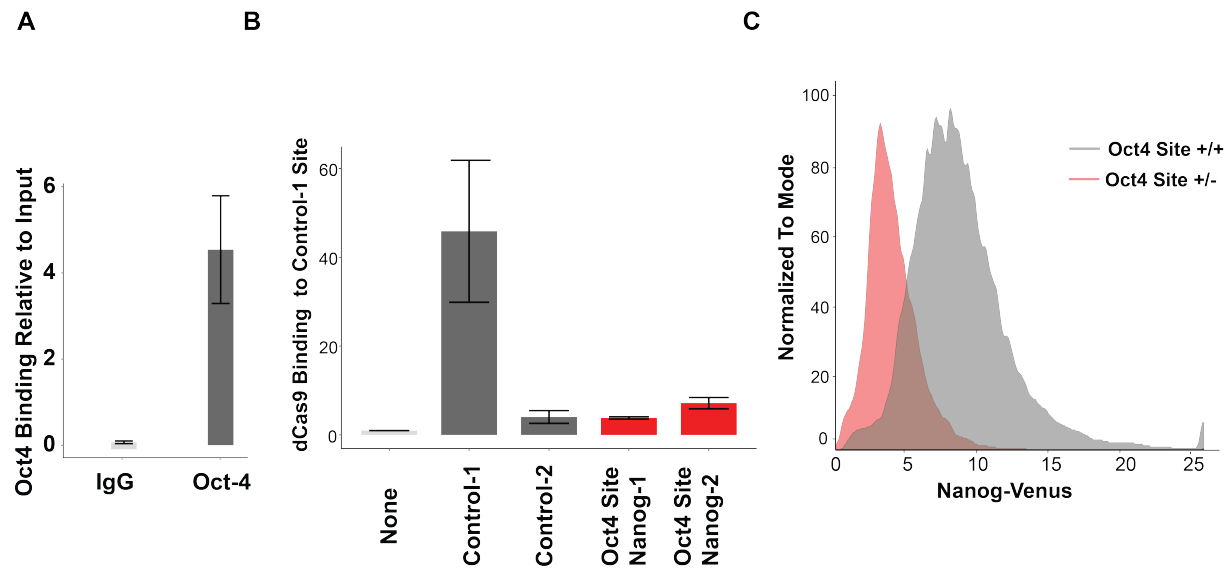 A
B
C
Oct4 Binding Relative to Input
6
4
2
0
IgG
Oct-4
dCas9 Binding to Control-1 Site
60
40
20
0
None
Control-1
Control-2
Oct4 Site
Nanog-1
Oct4 Site
Nanog-2
Normalized To Mode
100
80
60
40
20
0
0
5
10
15
20
25
Nanog-Venus
Oct4 Site +/+
Oct4 Site +/-